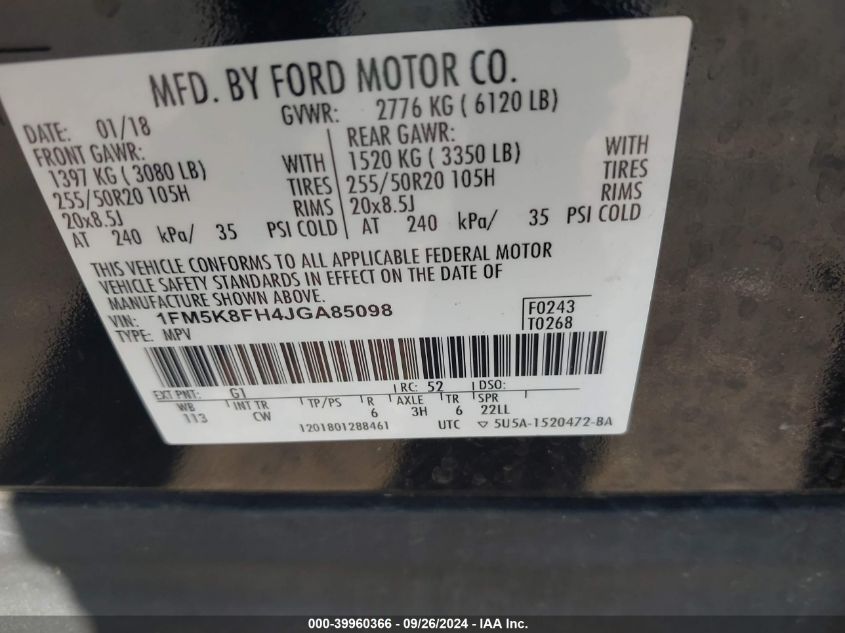 MFD. BY FORD MOTOR CO.
DATE: 01/18 GVWR: 2776 KG ( 6120 LB)
FRONT GAWR: REAR GAWR:
1397 KG ( 3080 LB) WITH 1520 KG ( 3350 LB) WITH
255/50R20 105H TIRES 255/50R20 105H TIRES
20x8.5J RIMS 20x8.5J RIMS
AT 240 kPa/ 35 PSI COLD AT 240 kPa/ 35 PSI COLD
THIS VEHICLE CONFORMS TO ALL APPLICABLE FEDERAL MOTOR
VEHICLE SAFETY STANDARDS IN EFFECT ON THE DATE OF
MANUFACTURE SHOWN ABOVE.
VIN: 1FM5K8FH4JGA85098 F0243
TYPE: MPV T0268
EXT PNT: G1 RC: 52 DSO:
WB INT TR TP/PS R AXLE TR SPR
113 CW 6 3H 6 22LL
1201801288461 UTC ▽ 5U5A-1520472-BA
000-39960366 - 09/26/2024 - IAA Inc.